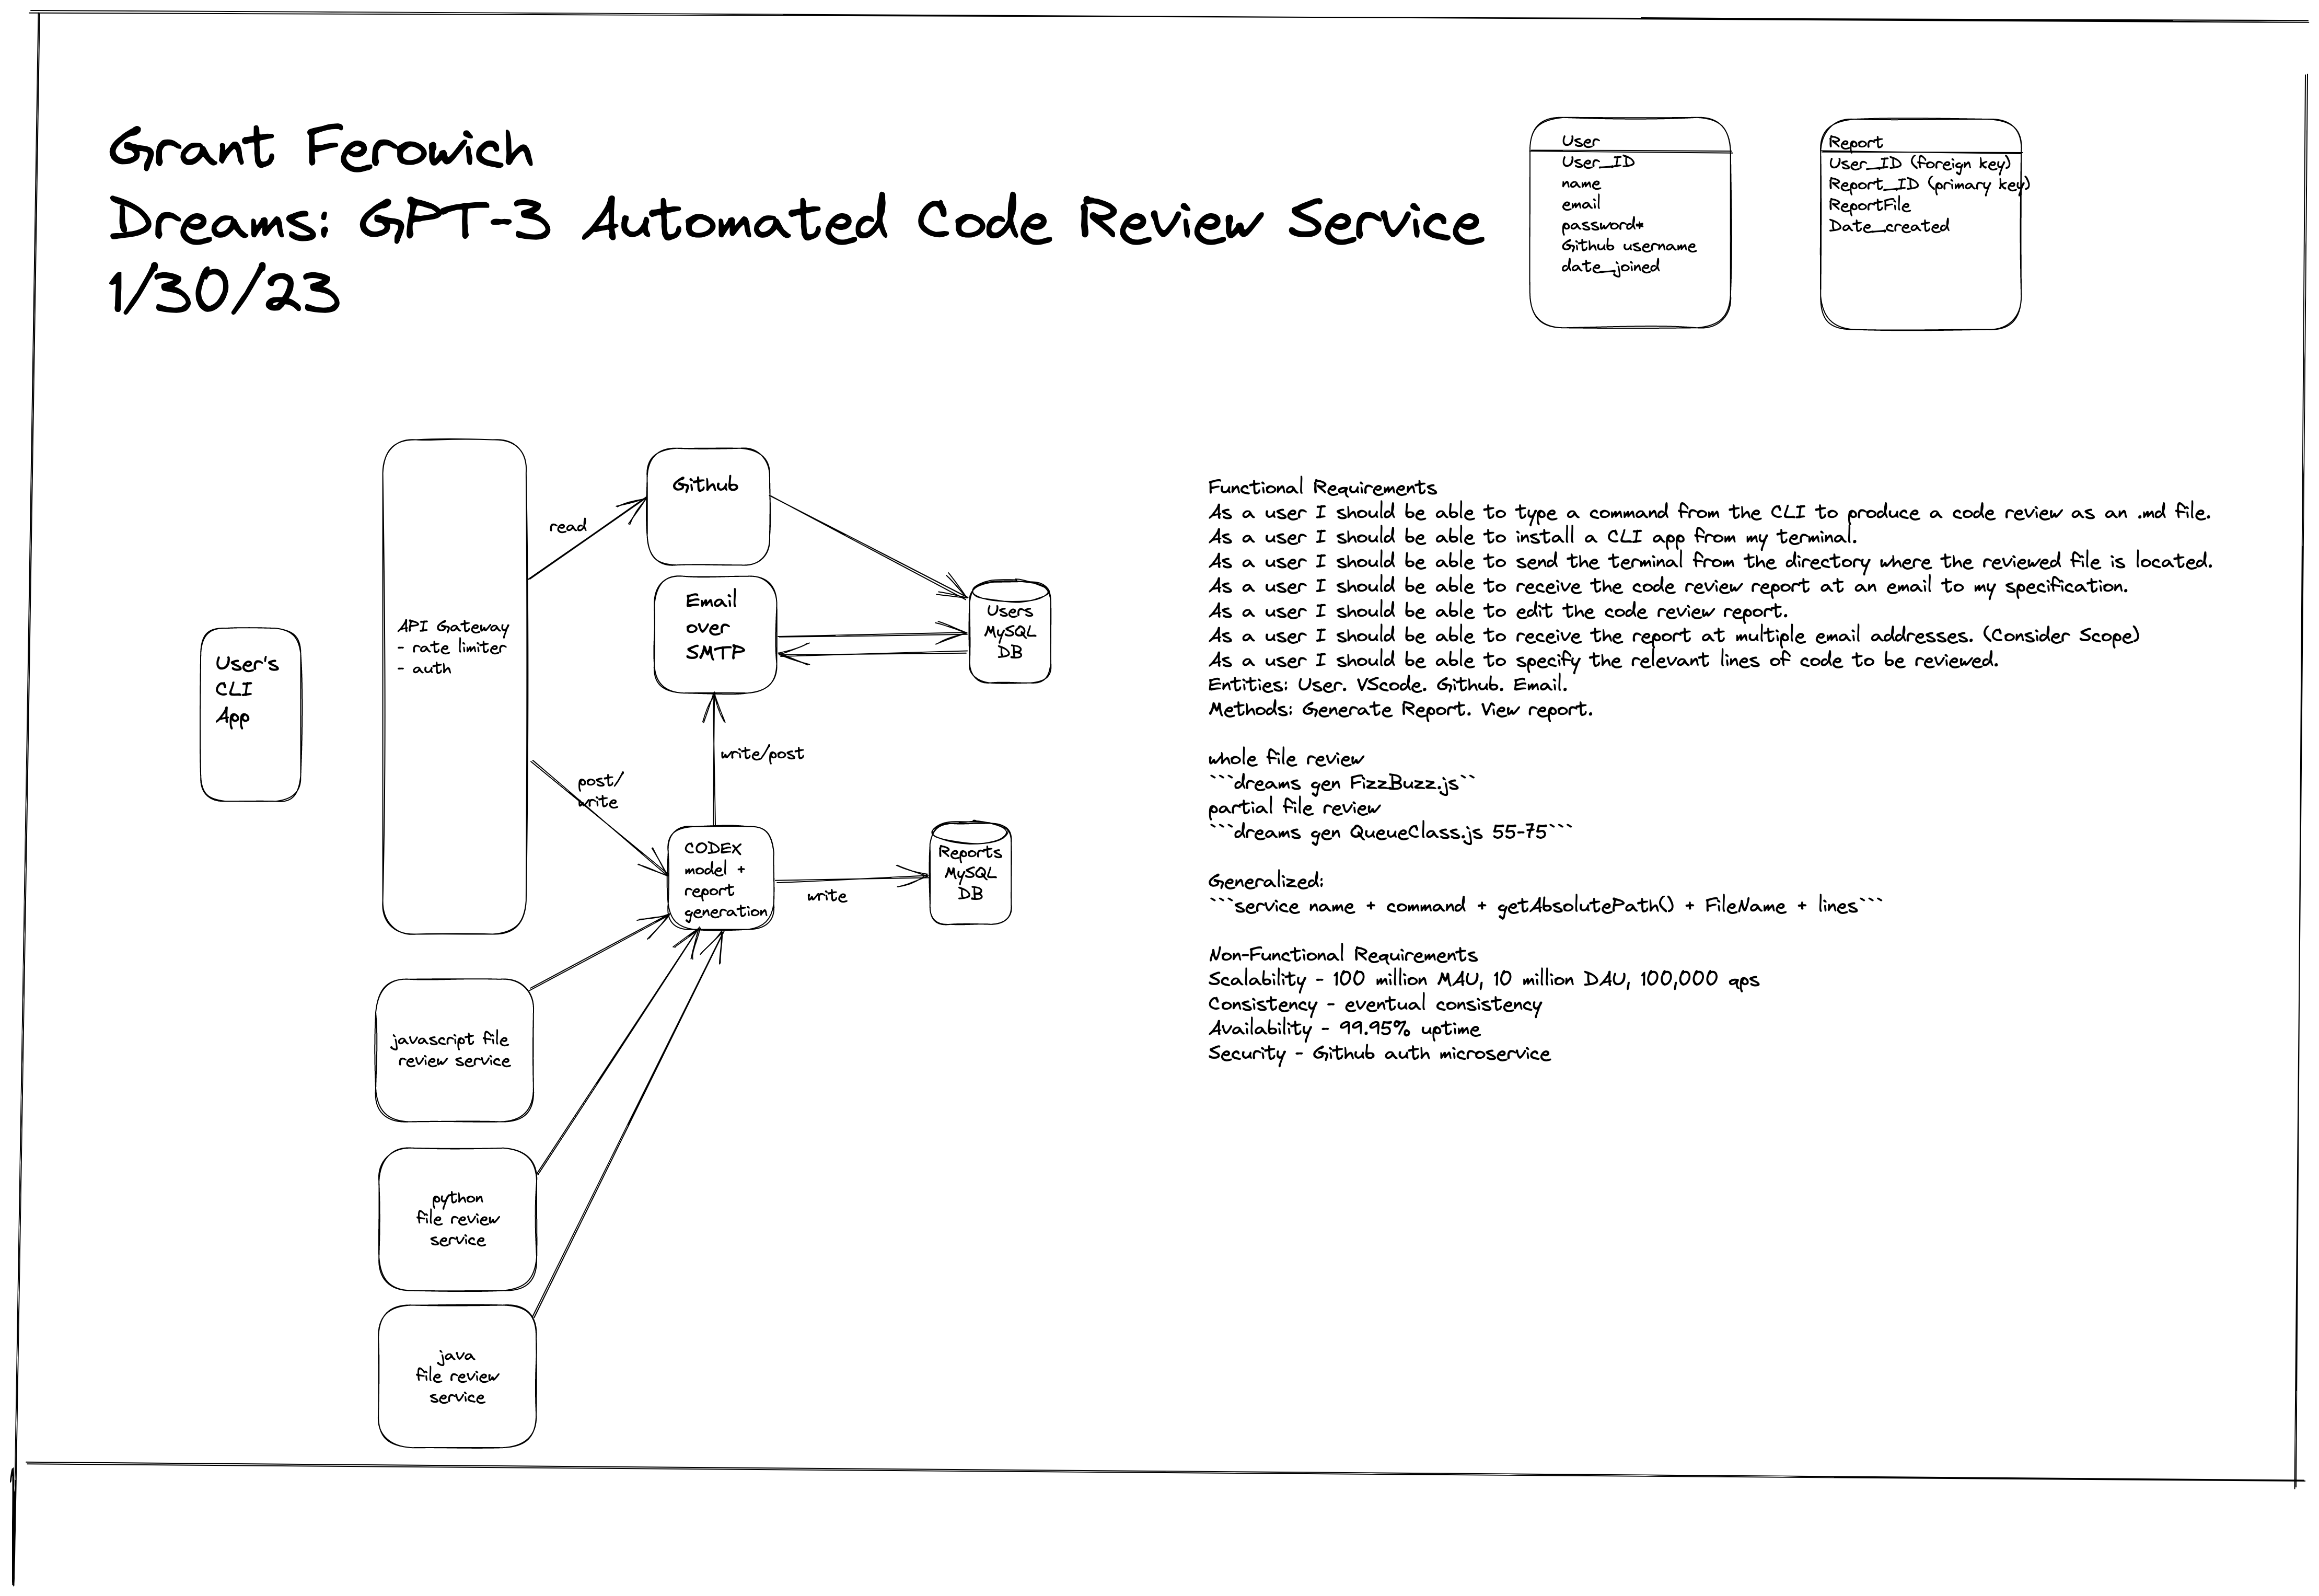 Grant Ferowich
Dreams: GPT-3 Automated Code Review Service
1/30/23
User
User_ID
name
email
password*
Github username
date_joined
Report
User_ID (foreign key)
Report_ID (primary key)
ReportFile
Date_created
User's
CLI
App
API Gateway
- rate limiter
- auth
read
Github
Email
over
SMTP
Users
MySQL
DB
write/post
post/
write
CODEX
model +
report
generation
write
Reports
MySQL
DB
javascript file
review service
python
file review
service
java
file review
service
Functional Requirements
As a user I should be able to type a command from the CLI to produce a code review as an .md file.
As a user I should be able to install a CLI app from my terminal.
As a user I should be able to send the terminal from the directory where the reviewed file is located.
As a user I should be able to receive the code review report at an email to my specification.
As a user I should be able to edit the code review report.
As a user I should be able to receive the report at multiple email addresses. (Consider Scope)
As a user I should be able to specify the relevant lines of code to be reviewed.
Entities: User. VScode. Github. Email.
Methods: Generate Report. View report.
whole file review
```dreams gen FizzBuzz.js``
partial file review
```dreams gen QueueClass.js 55-75```
Generalized:
```service name + command + getAbsolutePath() + FileName + lines```
Non-Functional Requirements
Scalability - 100 million MAU, 10 million DAU, 100,000 qps
Consistency - eventual consistency
Availability - 99.95% uptime
Security - Github auth microservice